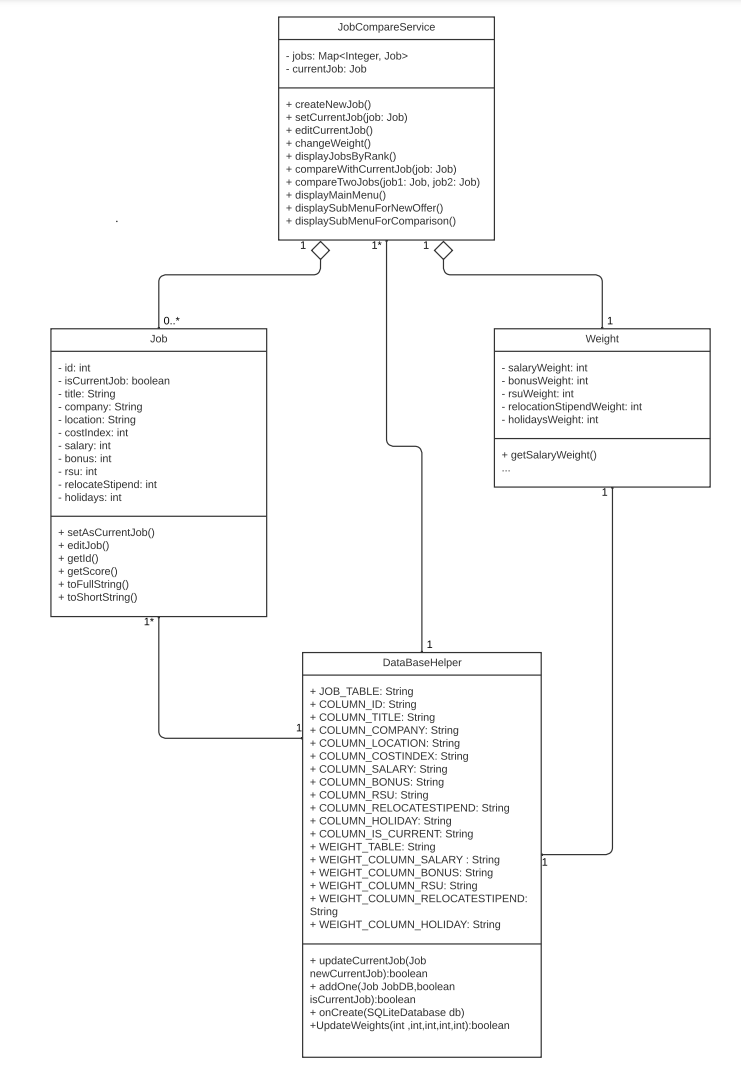 JobCompareService
- jobs: Map<Integer, Job>
- currentJob: Job
+ createNewJob()
+ setCurrentJob(job: Job)
+ editCurrentJob()
+ changeWeight()
+ displayJobsByRank()
+ compareWithCurrentJob(job: Job)
+ compareTwoJobs(job1: Job, job2: Job)
+ displayMainMenu()
+ displaySubMenuForNewOffer()
+ displaySubMenuForComparison()
1
1*
1
0..*
1
Job
- id: int
- isCurrentJob: boolean
- title: String
- company: String
- location: String
- costIndex: int
- salary: int
- bonus: int
- rsu: int
- relocateStipend: int
- holidays: int
+ setAsCurrentJob()
+ editJob()
+ getId()
+ getScore()
+ toFullString()
+ toShortString()
1*
Weight
- salaryWeight: int
- bonusWeight: int
- rsuWeight: int
- relocationStipendWeight: int
- holidaysWeight: int
+ getSalaryWeight()
...
1
1
1
1
DataBaseHelper
+ JOB_TABLE: String
+ COLUMN_ID: String
+ COLUMN_TITLE: String
+ COLUMN_COMPANY: String
+ COLUMN_LOCATION: String
+ COLUMN_COSTINDEX: String
+ COLUMN_SALARY: String
+ COLUMN_BONUS: String
+ COLUMN_RSU: String
+ COLUMN_RELOCATESTIPEND: String
+ COLUMN_HOLIDAY: String
+ COLUMN_IS_CURRENT: String
+ WEIGHT_TABLE: String
+ WEIGHT_COLUMN_SALARY : String
+ WEIGHT_COLUMN_BONUS: String
+ WEIGHT_COLUMN_RSU: String
+ WEIGHT_COLUMN_RELOCATESTIPEND:
String
+ WEIGHT_COLUMN_HOLIDAY: String
+ updateCurrentJob(Job
newCurrentJob):boolean
+ addOne(Job JobDB,boolean
isCurrentJob):boolean
+ onCreate(SQLiteDatabase db)
+UpdateWeights(int ,int,int,int,int):boolean